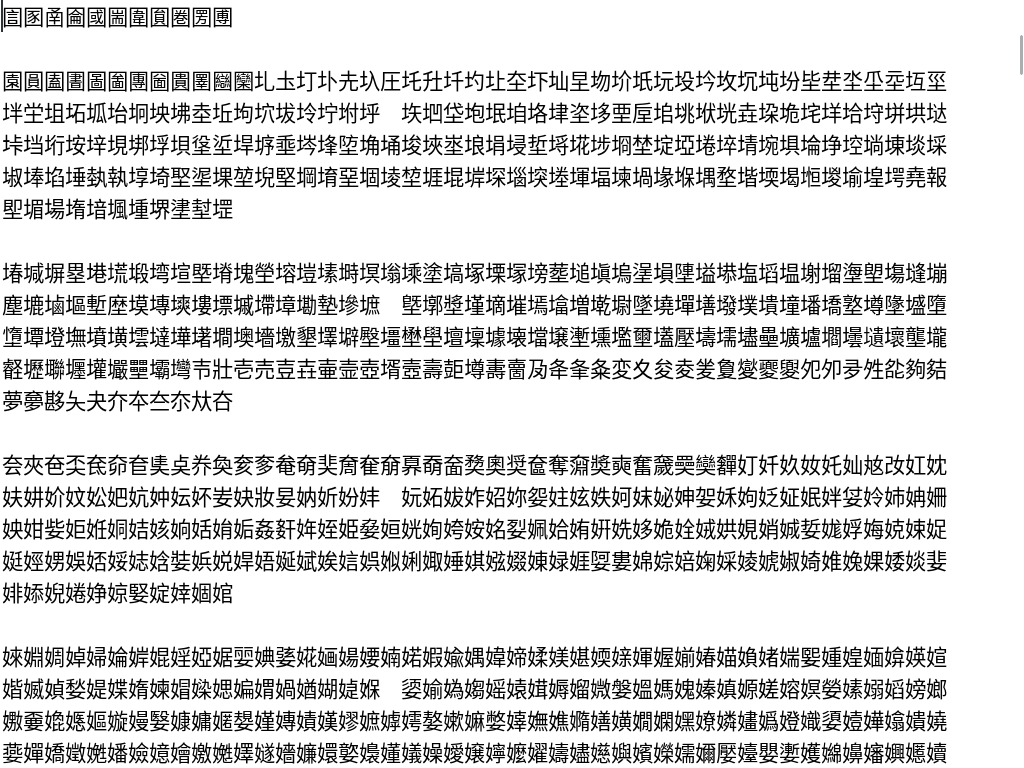 圁圂圅圇國圌圍圎圏圐圑
園圓圔圕圖圗團圙圚圛圝圞圠圡圢圤圥圦圧圫圱圲圴圵圶圷圸圼圽圿坁坃坄坅坆坈坉坋坒坓坔坕坖坘坙
坢坣坥坧坬坮坰坱坲坴坵坸坹坺坽坾坿垀　垁垇垈垉垊垍垎垏垐垑垔垕垖垗垘垙垚垜垝垞垟垥垨垪垬垯
垰垱垳垵垶垷垹垺垻垼垽垾垿埀埁埄埅埆埇埈埉埊埌埍埐埑埓埖埗埛埜埞埡埢埣埥埦埧埨埩埪埫埬埮埰
埱埲埳埵埶執埻埼埾埿堁堃堄堅堈堉堊堌堎堏堐堒堓堔堖堗堘堚堛堜堝堟堢堣堥堦堧堨堩堫堬堭堮堯報
堲堳場堶堷堸堹堺堻堼堽
堾堿塀塁塂塃塅塆塇塈塉塊塋塎塏塐塒塓塕塖塗塙塚塛塜塝塟塠塡塢塣塤塦塧塨塩塪塭塮塯塰塱塲塳塴
塵塶塷塸塹塺塻塼塽塿墂墄墆墇墈墊墋墌　墍墎墏墐墑墔墕墖増墘墛墜墝墠墡墢墣墤墥墦墧墪墫墬墭墮
墯墰墱墲墳墴墵墶墷墸墹墺墻墽墾墿壀壂壃壄壆壇壈壉壊壋壌壍壎壏壐壒壓壔壖壗壘壙壚壛壜壝壞壟壠
壡壢壣壥壦壧壨壩壪壭壯壱売壴壵壷壸壺壻壼壽壾壿夀夁夃夅夆夈変夊夋夌夎夐夑夒夓夗夘夛夝夞夠夡
夢夣夦夨夬夰夲夳夵夶夻
夽夾夿奀奃奅奆奊奌奍奐奒奓奙奛奜奝奞奟奡奣奤奦奧奨奩奪奫奬奭奮奯奰奱奲奵奷奺奻奼奾奿妀妅妉
妋妌妎妏妐妑妔妕妘妚妛妜妝妟妠妡妢妦　妧妬妭妰妱妳妴妵妶妷妸妺妼妽妿姀姁姂姃姄姅姇姈姉姌姍
姎姏姕姖姙姛姞姟姠姡姢姤姦姧姩姪姫姭姮姯姰姱姲姳姴姵姶姷姸姺姼姽姾娀娂娊娋娍娎娏娐娒娔娕娖
娗娙娚娛娝娞娡娢娤娦娧娨娪娫娬娭娮娯娰娳娵娷娸娹娺娻娽娾娿婁婂婃婄婅婇婈婋婌婍婎婏婐婑婒婓
婔婖婗婘婙婛婜婝婞婟婠
婡婣婤婥婦婨婩婫婬婭婮婯婰婱婲婳婸婹婻婼婽婾媀媁媂媃媄媅媆媇媈媉媊媋媌媍媎媏媐媑媓媔媕媖媗
媘媙媜媝媞媟媠媡媢媣媤媥媦媧媨媩媫媬　媭媮媯媰媱媴媶媷媹媺媻媼媽媿嫀嫃嫄嫅嫆嫇嫈嫊嫋嫍嫎嫏
嫐嫑嫓嫕嫗嫙嫚嫛嫝嫞嫟嫢嫤嫥嫧嫨嫪嫬嫭嫮嫯嫰嫲嫳嫴嫵嫶嫷嫸嫹嫺嫻嫼嫽嫾嫿嬀嬁嬂嬃嬄嬅嬆嬇嬈
嬊嬋嬌嬍嬎嬏嬐嬑嬒嬓嬔嬕嬘嬙嬚嬛嬜嬝嬞嬟嬠嬡嬢嬣嬤嬥嬦嬧嬨嬩嬪嬫嬬嬭嬮嬯嬰嬱嬳嬵嬶嬸嬹嬺嬻